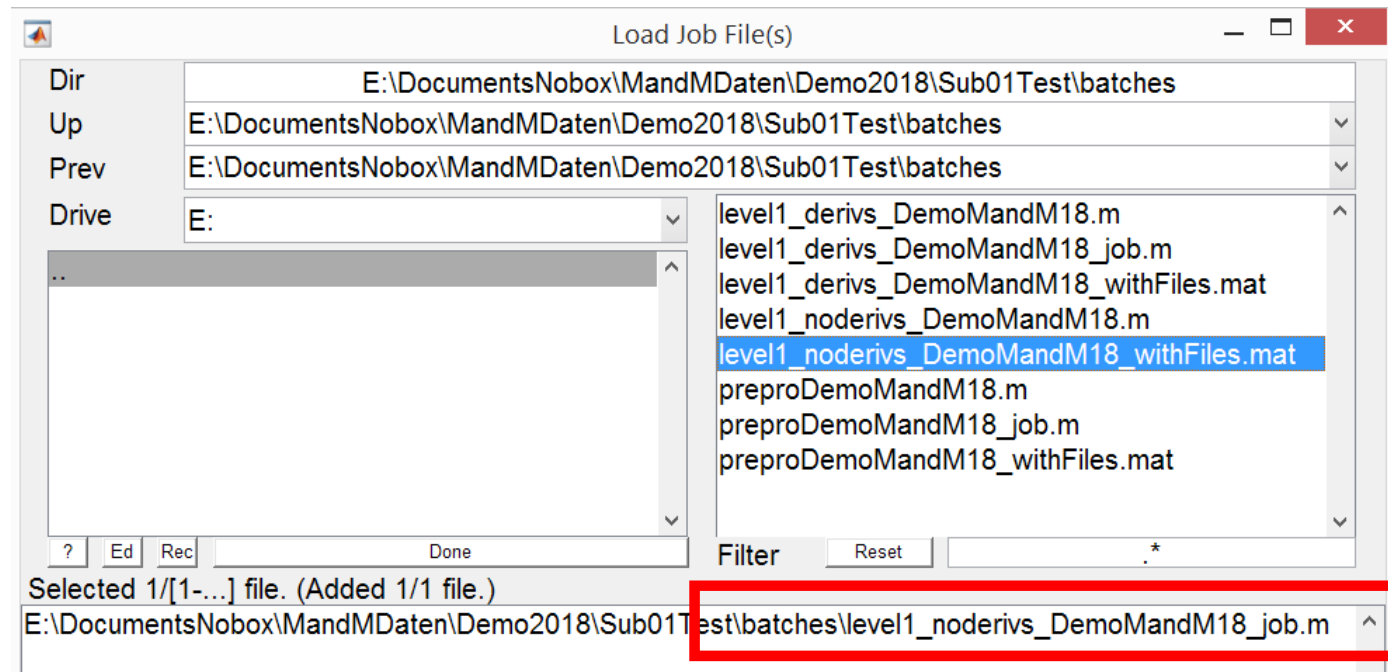 Load Job File(s)
Dir E:\DocumentsNobox\MandMDaten\Demo2018\Sub01Test\batches
Up E:\DocumentsNobox\MandMDaten\Demo2018\Sub01Test\batches
Prev E:\DocumentsNobox\MandMDaten\Demo2018\Sub01Test\batches
Drive E:
..
level1_derivs_DemoMandM18.m
level1_derivs_DemoMandM18_job.m
level1_derivs_DemoMandM18_withFiles.mat
level1_noderivs_DemoMandM18.m
level1_noderivs_DemoMandM18_withFiles.mat
preproDemoMandM18.m
preproDemoMandM18_job.m
preproDemoMandM18_withFiles.mat
? Ed Rec Done Filter Reset .*
Selected 1/[1-...] file. (Added 1/1 file.)
E:\DocumentsNobox\MandMDaten\Demo2018\Sub01Test\batches\level1_noderivs_DemoMandM18_job.m